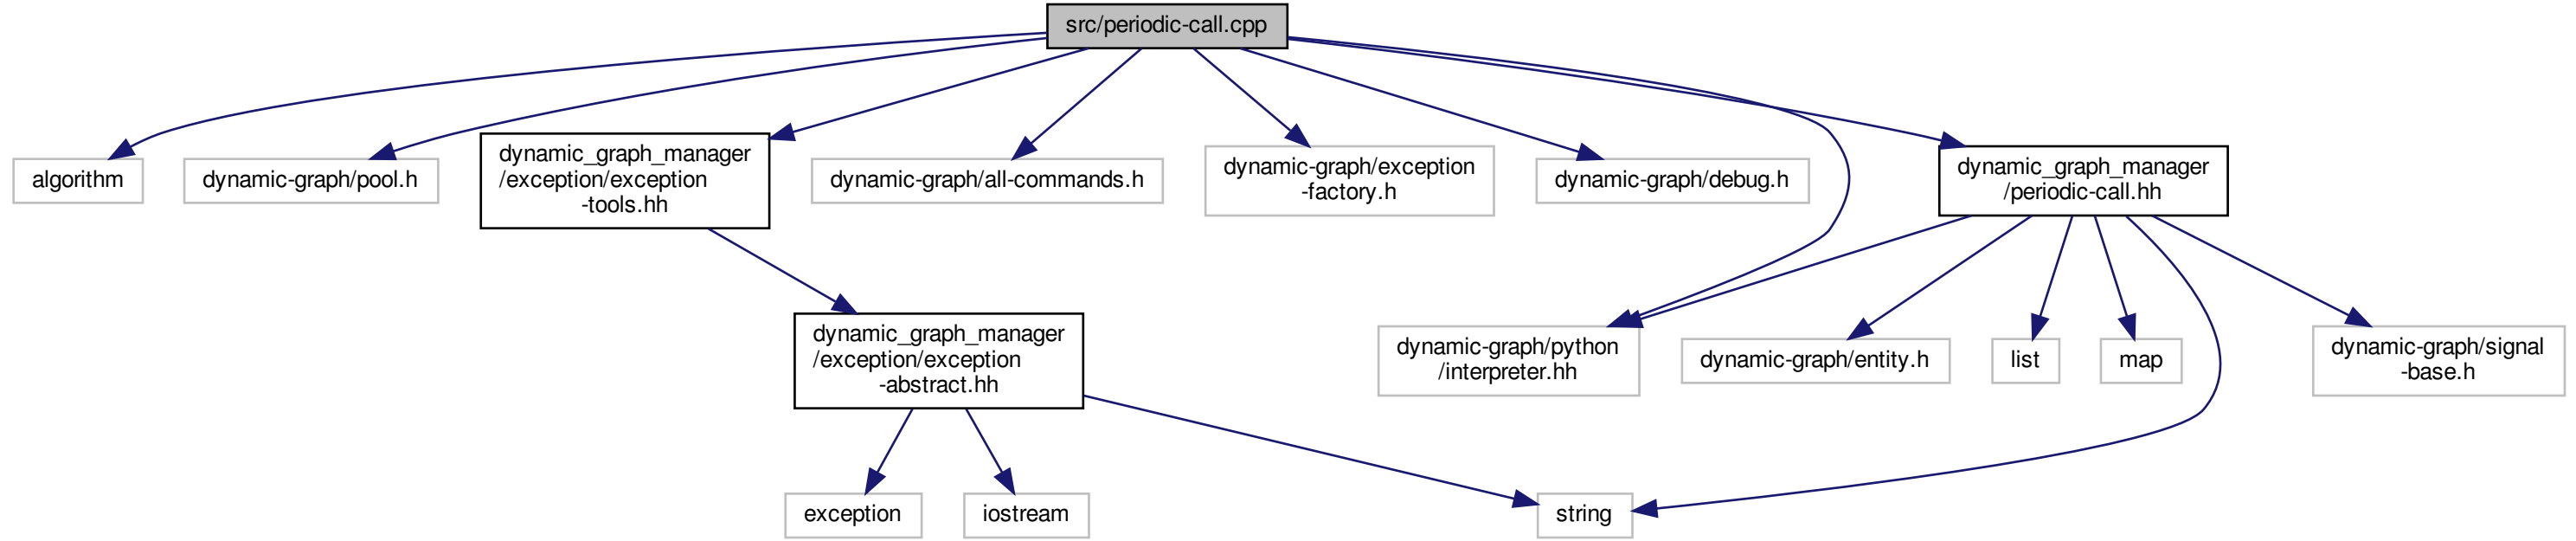 src/periodic-call.cpp
algorithm
dynamic-graph/pool.h
dynamic_graph_manager
/exception/exception
-tools.hh
dynamic-graph/all-commands.h
dynamic-graph/exception
-factory.h
dynamic-graph/debug.h
dynamic_graph_manager
/periodic-call.hh
dynamic_graph_manager
/exception/exception
-abstract.hh
dynamic-graph/python
/interpreter.hh
dynamic-graph/entity.h
list
map
dynamic-graph/signal
-base.h
exception
iostream
string